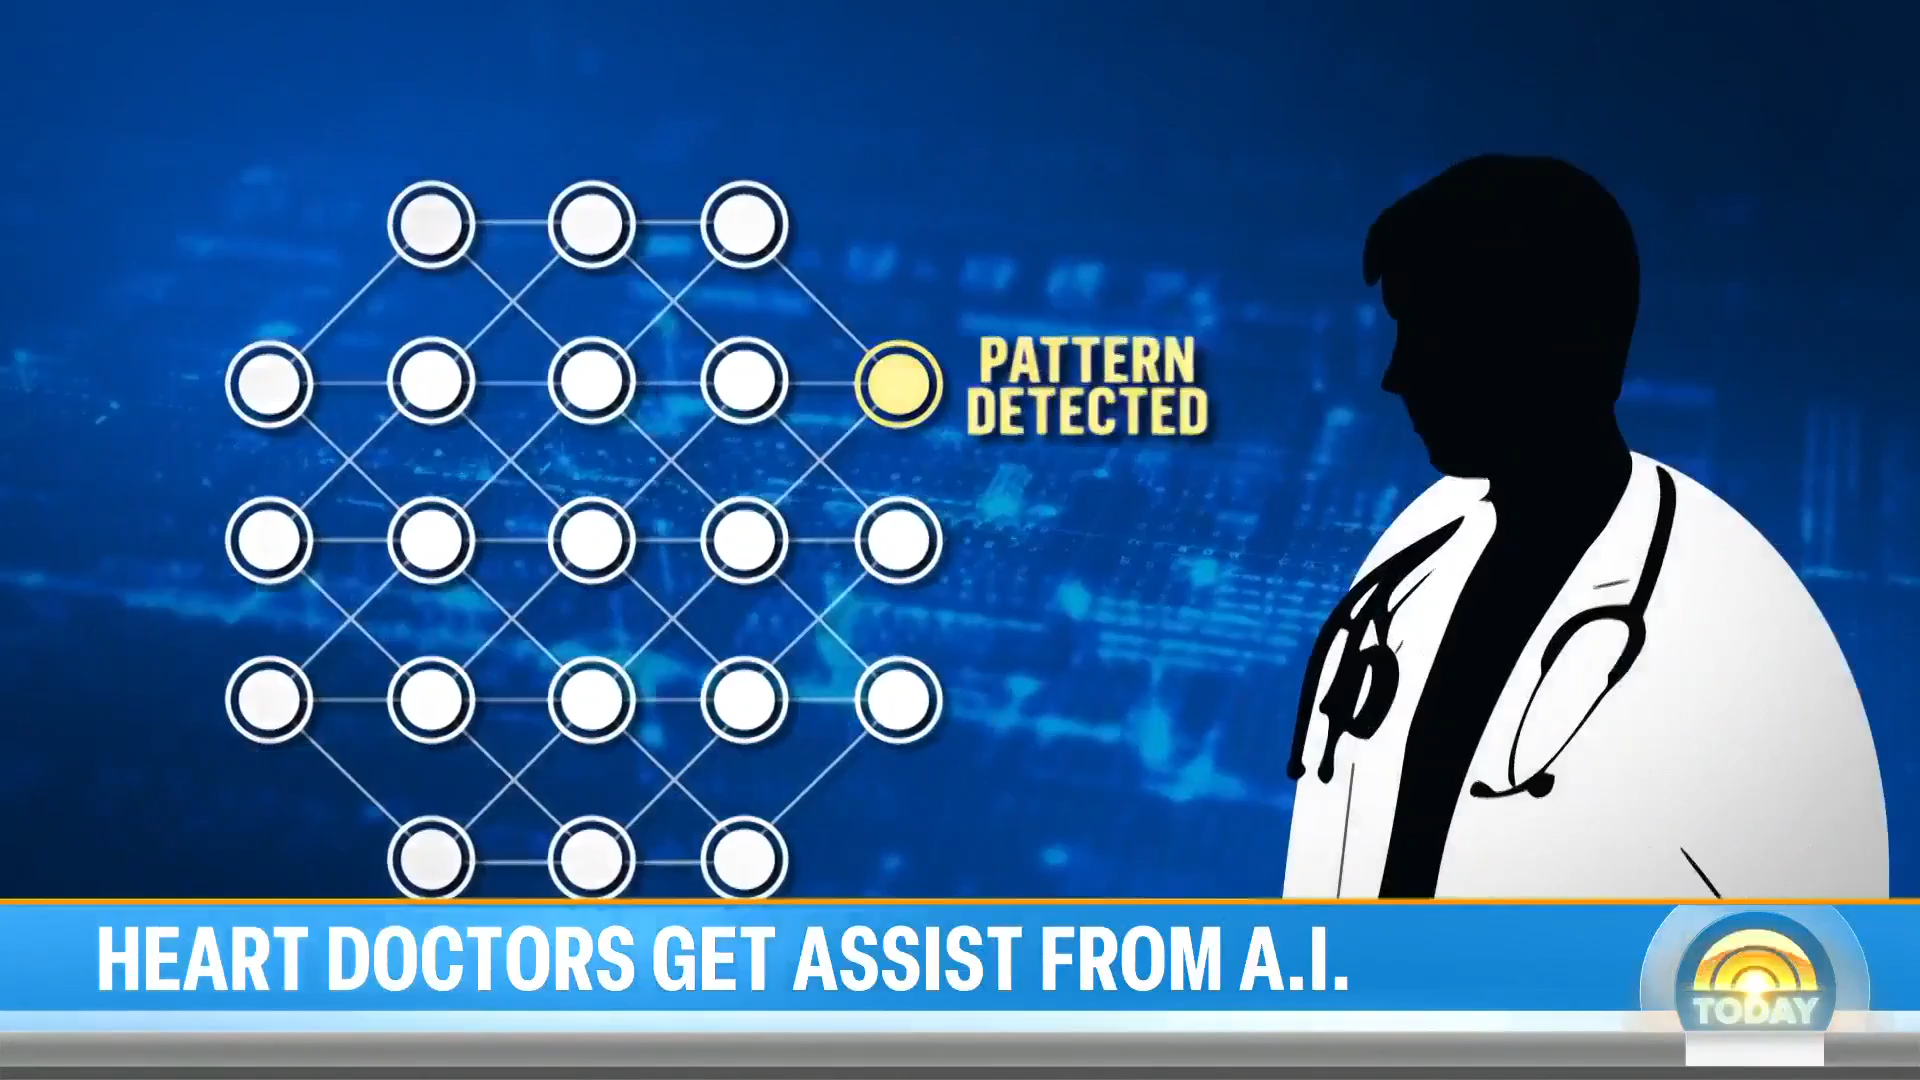 PATTERN
DETECTED
HEART DOCTORS GET ASSIST FROM A.I.
TODAY